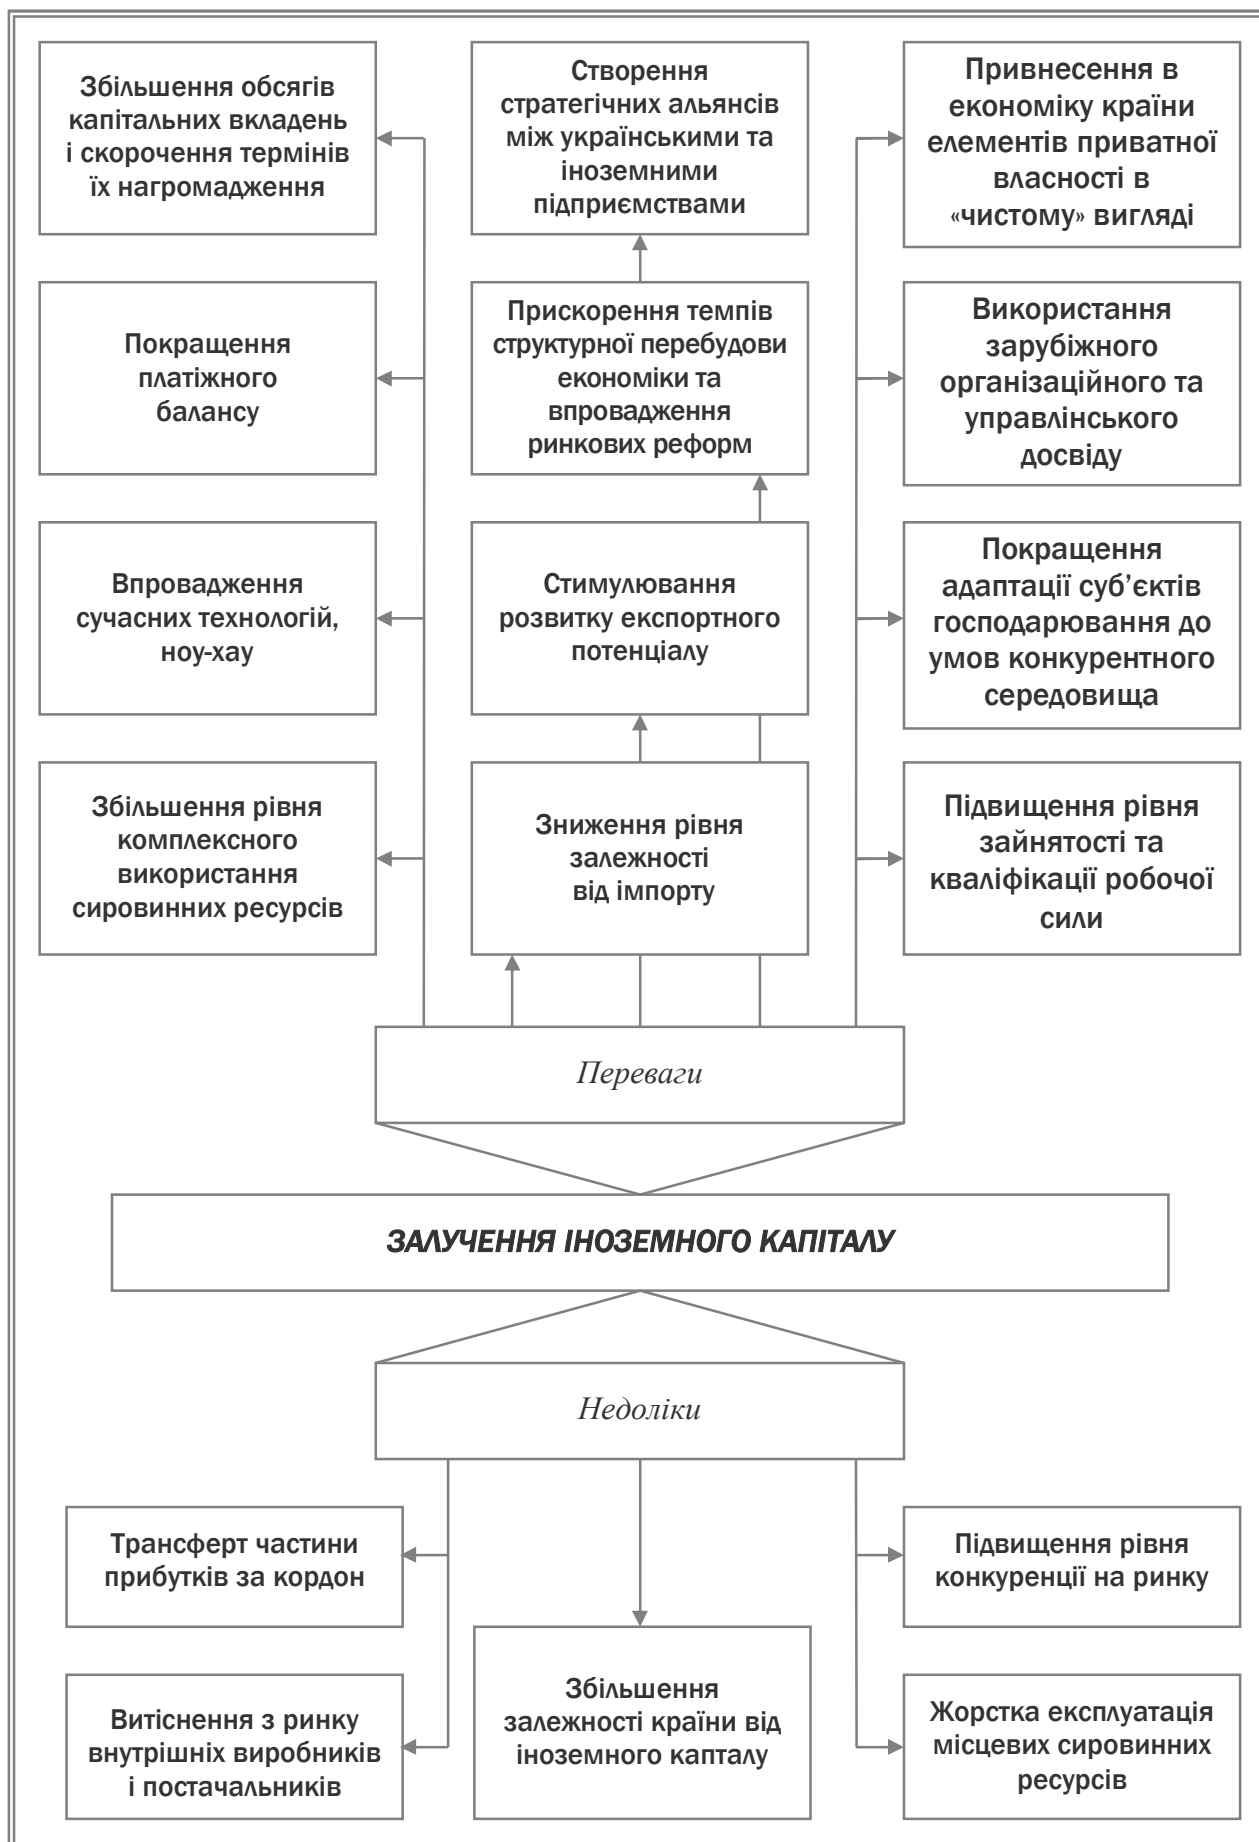 Збільшення обсягів
капітальних вкладень
і скорочення термінів
їх нагромадження
Створення
стратегічних альянсів
між українськими та
іноземними
підприємствами
Привнесення в
економіку країни
елементів приватної
власності в
«чистому» вигляді
Покращення
платіжного
балансу
Прискорення темпів
структурної перебудови
економіки та
впровадження
ринкових реформ
Використання
зарубіжного
організаційного та
управлінського
досвіду
Впровадження
сучасних технологій,
ноу-хау
Стимулювання
розвитку експортного
потенціалу
Покращення
адаптації суб’єктів
господарювання до
умов конкурентного
середовища
Збільшення рівня
комплексного
використання
сировинних ресурсів
Зниження рівня
залежності
від імпорту
Підвищення рівня
зайнятості та
кваліфікації робочої
сили
Переваги
ЗАЛУЧЕННЯ ІНОЗЕМНОГО КАПІТАЛУ
Недоліки
Трансферт частини
прибутків за кордон
Підвищення рівня
конкуренції на ринку
Витіснення з ринку
внутрішніх виробників
і постачальників
Збільшення
залежності країни від
іноземного капталу
Жорстка експлуатація
місцевих сировинних
ресурсів